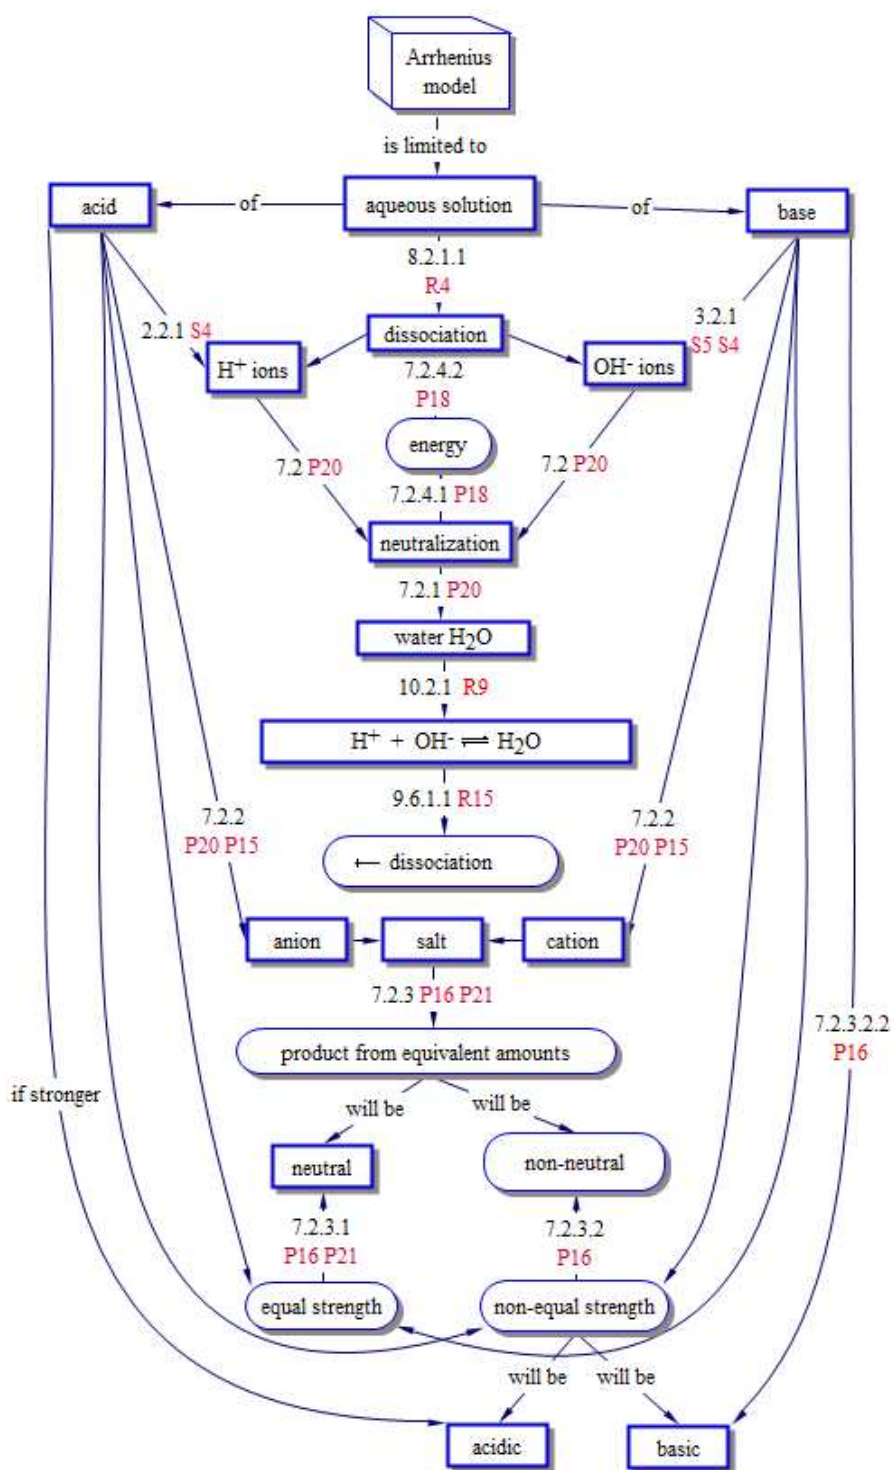 Arrhenius
model
is limited to
acid
of
aqueous solution
of
base
8.2.1.1
R4
2.2.1 S4
dissociation
3.2.1
S5 S4
H⁺ ions
7.2.4.2
P18
OH⁻ ions
energy
7.2 P20
7.2.4.1 P18
7.2 P20
neutralization
7.2.1 P20
water H₂O
10.2.1 R9
H⁺ + OH⁻ ⇌ H₂O
9.6.1.1 R15
7.2.2
P20 P15
← dissociation
7.2.2
P20 P15
anion
salt
cation
7.2.3 P16 P21
7.2.3.2.2
P16
product from equivalent amounts
if stronger
will be
will be
neutral
non-neutral
7.2.3.1
P16 P21
7.2.3.2
P16
equal strength
non-equal strength
will be
will be
acidic
basic